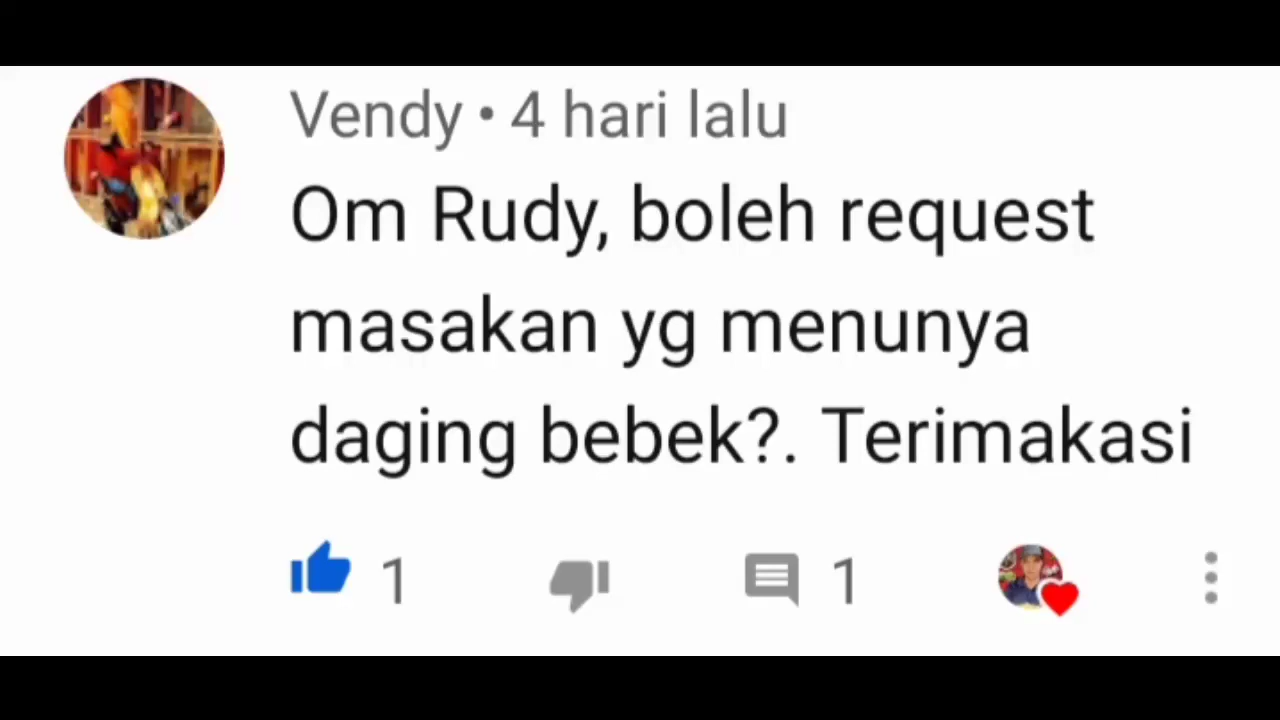 Vendy • 4 hari lalu
Om Rudy, boleh request
masakan yg menunya
daging bebek?. Terimakasi
1
1